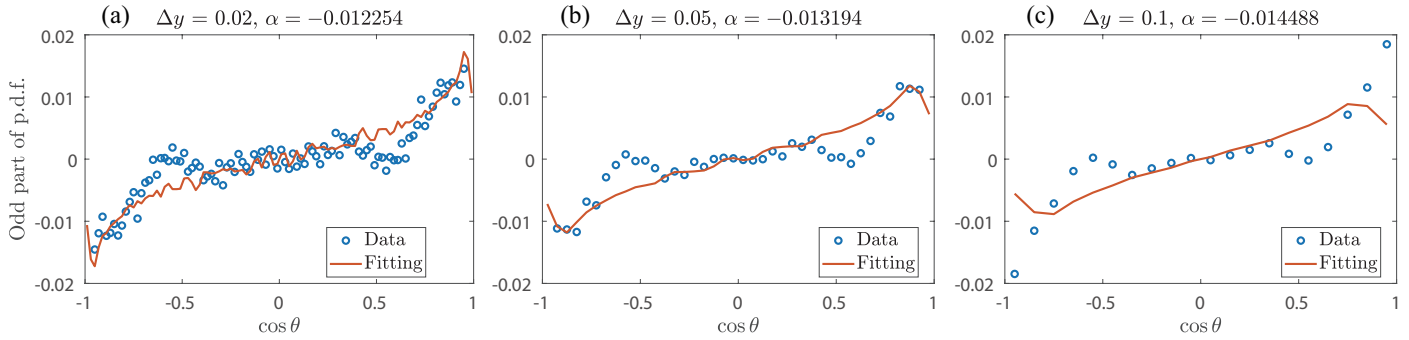 (a) Δy = 0.02, α = −0.012254
(b) Δy = 0.05, α = −0.013194
(c) Δy = 0.1, α = −0.014488
Odd part of p.d.f.
0.02
0.01
0
-0.01
-0.02
-1
-0.5
0
0.5
1
cos θ
Data
Fitting
0.02
0.01
0
-0.01
-0.02
-1
-0.5
0
0.5
1
cos θ
Data
Fitting
0.02
0.01
0
-0.01
-0.02
-1
-0.5
0
0.5
1
cos θ
Data
Fitting